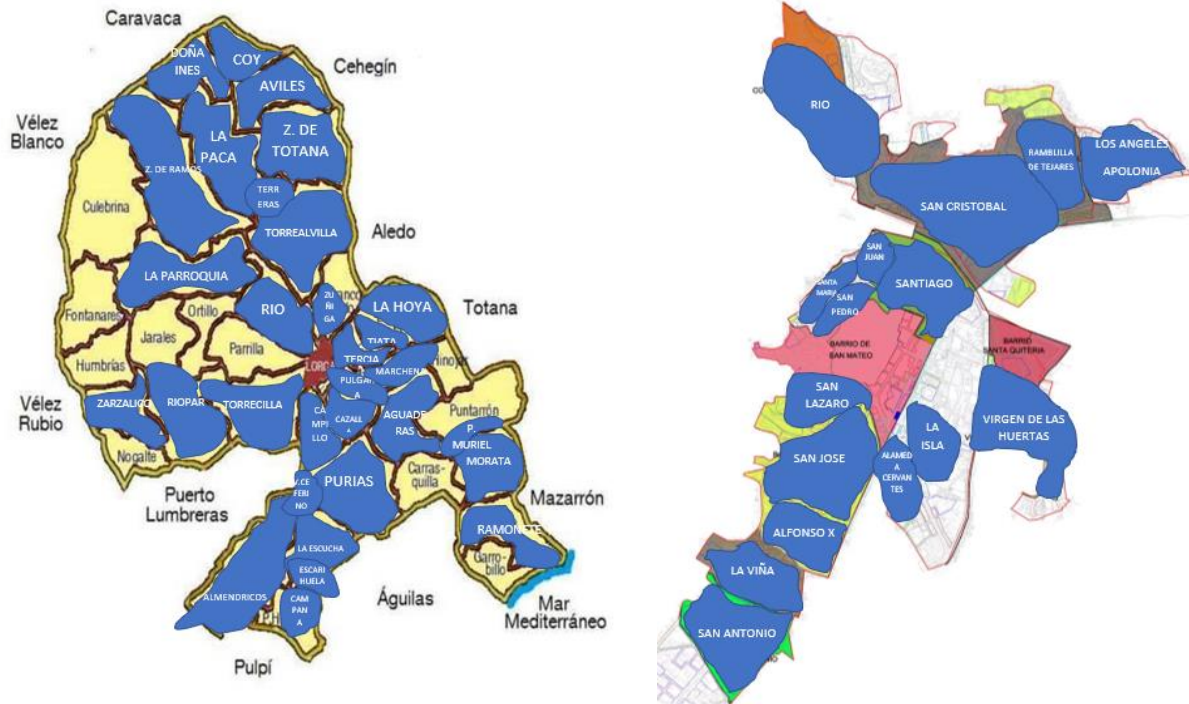 Caravaca
DOÑA
INES
COY
Cehegín
AVILES
Vélez
Blanco
LA
PACA
Z. DE
TOTANA
Z. DE RAMOS
TERR
ERAS
Culebrina
TORREALVILLA
Aledo
LA PARROQUIA
RIO
ZU
ÑI
GA
LA HOYA
Totana
Fontanares
Ortillo
Jarales
Parrilla
TIATA
LORCA
TERCIA
MARCHENA
Humbrías
PULGAR
A
Vélez
Rubio
ZARZALICO
RIOPAR
TORRECILLA
CA
MPI
LLO
CAZALL
A
AGUADE
RAS
Puntarrón
P.
MURIEL
MORATA
Nogalte
Puerto
Lumbreras
PURIAS
Carras-
quilla
Mazarrón
RAMONETE
LA ESCUCHA
Garro-
billo
ESCARI
HUELA
ALMENDRICOS
CAM
PAN
A
Águilas
Mar
Mediterráneo
Pulpí
RIO
RAMBLILLA
DE TEJARES
LOS ANGELES
APOLONIA
SAN CRISTOBAL
SAN
JUAN
SANTA
MARIA
SAN
PEDRO
SANTIAGO
BARRIO DE
SAN MATEO
BARRIO
SANTA QUITERIA
SAN
LAZARO
LA
ISLA
VIRGEN DE LAS
HUERTAS
SAN JOSE
ALAMED
A
CERVAN
TES
ALFONSO X
LA VIÑA
SAN ANTONIO